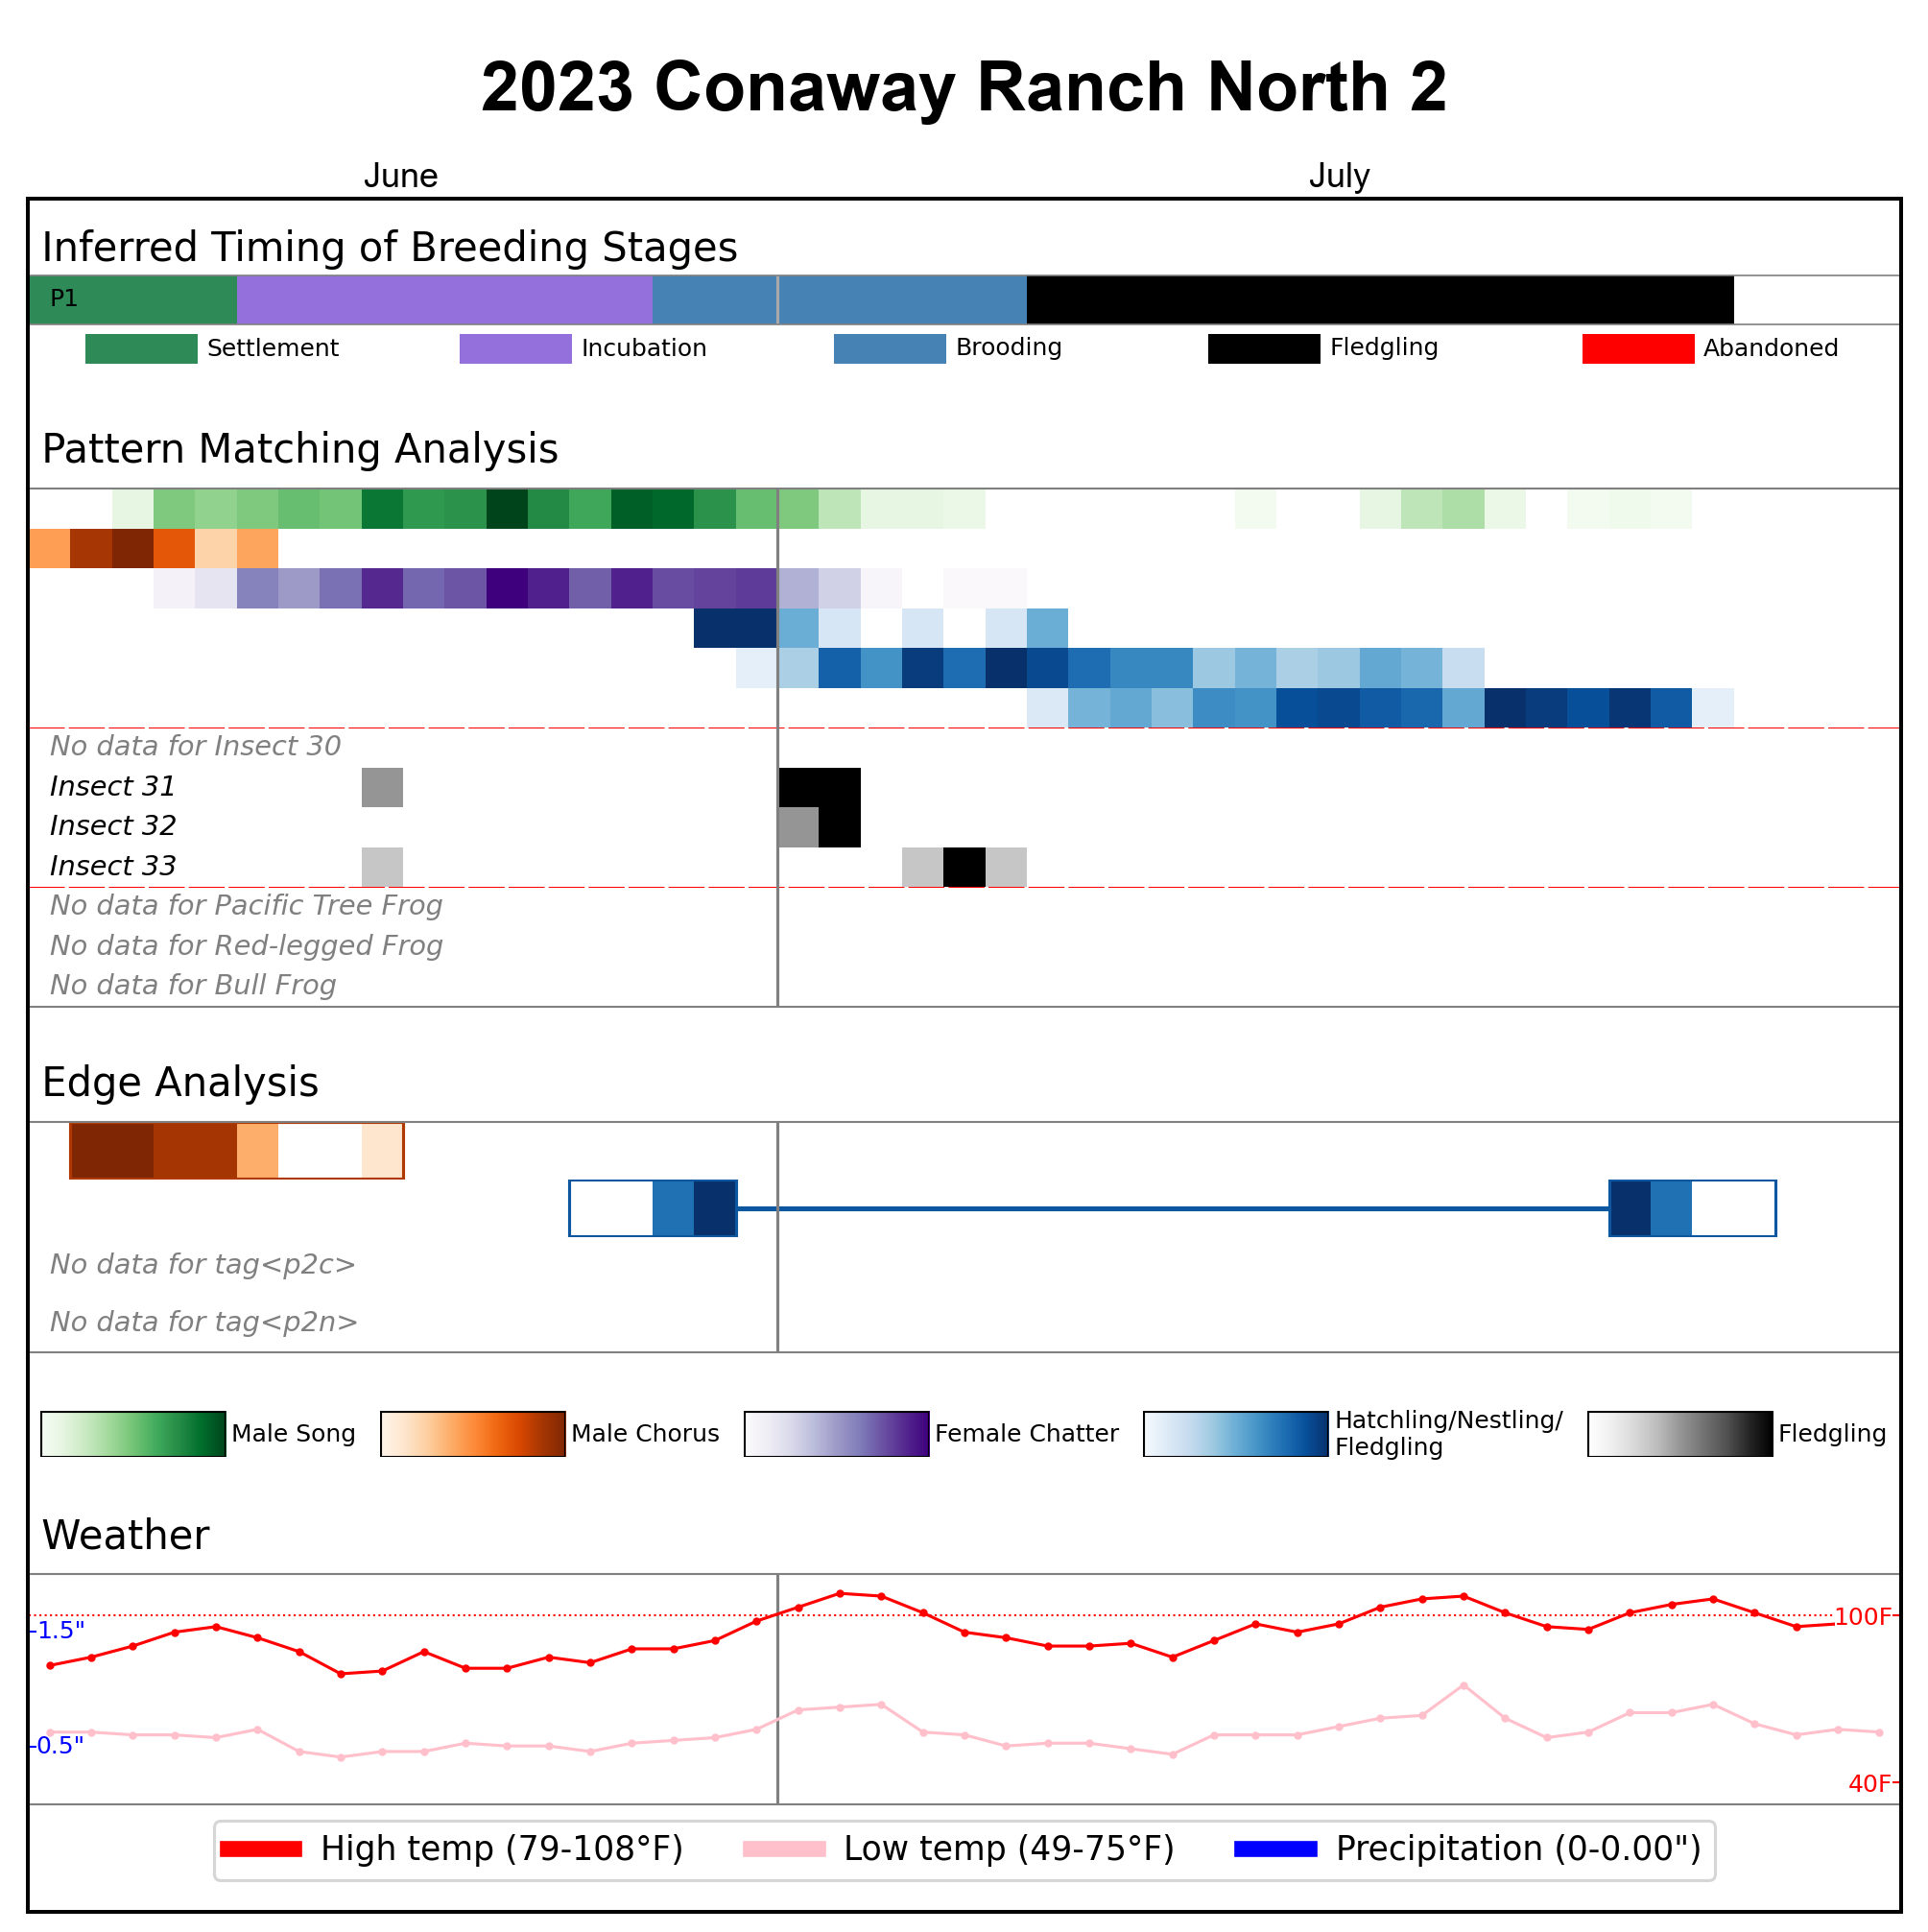 2023 Conaway Ranch North 2
June July
Inferred Timing of Breeding Stages
P1
Settlement Incubation Brooding Fledgling Abandoned
Pattern Matching Analysis
No data for Insect 30
Insect 31
Insect 32
Insect 33
No data for Pacific Tree Frog
No data for Red-legged Frog
No data for Bull Frog
Edge Analysis
No data for tag<p2c>
No data for tag<p2n>
Male Song Male Chorus Female Chatter Hatchling/Nestling/
Fledgling Fledgling
Weather
1.5" 100F
0.5" 40F
High temp (79-108°F) Low temp (49-75°F) Precipitation (0-0.00")